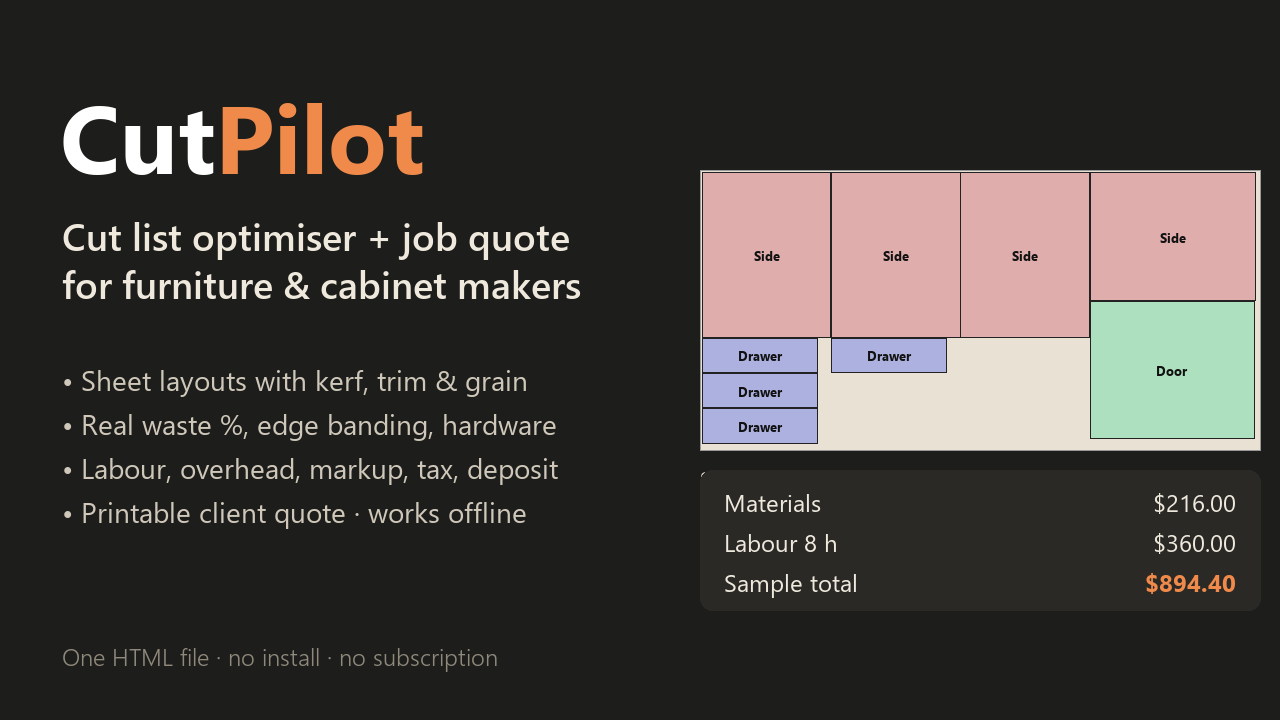 CutPilot
Cut list optimiser + job quote
for furniture & cabinet makers
• Sheet layouts with kerf, trim & grain
• Real waste %, edge banding, hardware
• Labour, overhead, markup, tax, deposit
• Printable client quote · works offline
One HTML file · no install · no subscription
Side
Side
Side
Side
Drawer
Drawer
Door
Drawer
Drawer
Materials $216.00
Labour 8 h $360.00
Sample total $894.40